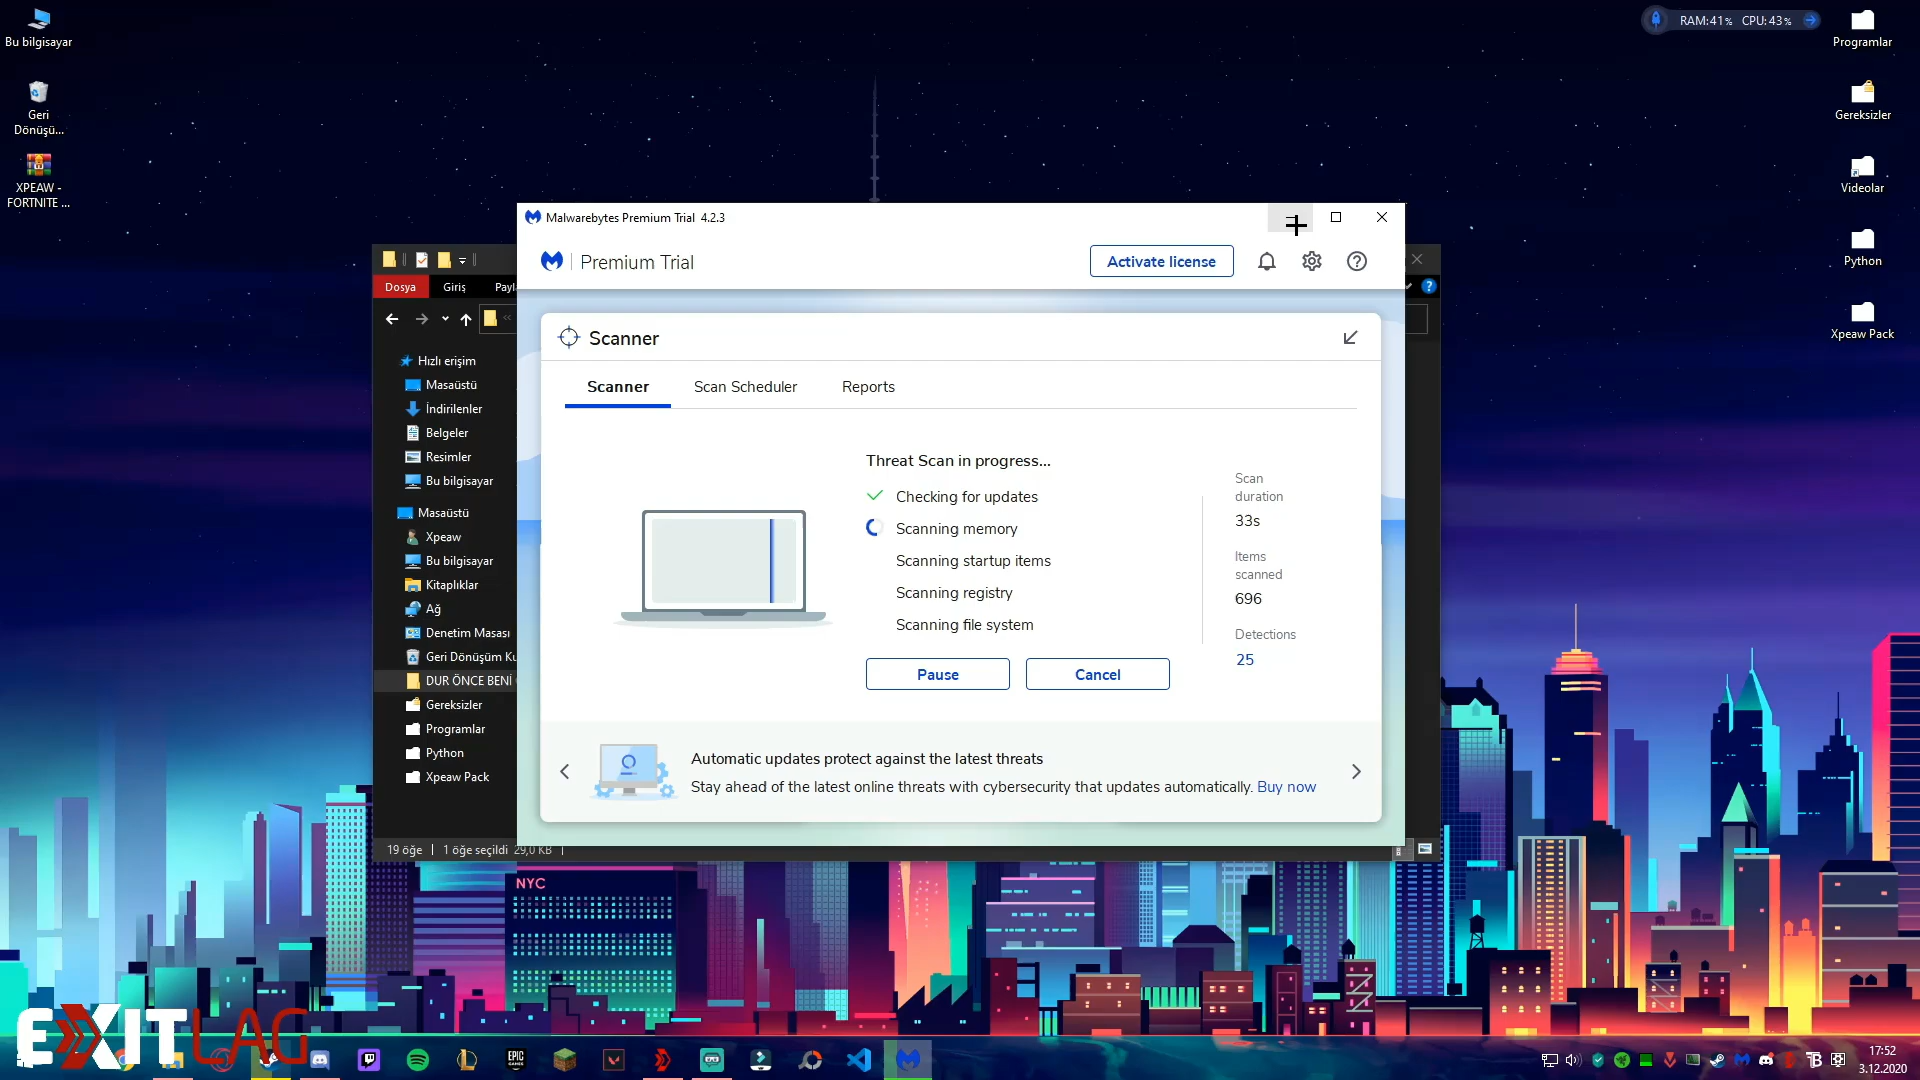 Bu bilgisayar
Geri
Dönüşü...
XPEAW -
FORTNITE ...
RAM:41% CPU:43%
Programlar
Gereksizler
Videolar
Python
Xpeaw Pack
Malwarebytes Premium Trial 4.2.3
Premium Trial
Activate license
Dosya
Giriş
Payla
Scanner
Scanner
Scan Scheduler
Reports
Hızlı erişim
Masaüstü
İndirilenler
Belgeler
Resimler
Bu bilgisayar
Masaüstü
Xpeaw
Bu bilgisayar
Kitaplıklar
Ağ
Denetim Masası
Geri Dönüşüm Ku
DUR ÖNCE BENİ
Gereksizler
Programlar
Python
Xpeaw Pack
19 öğe
1 öğe seçildi 29,0 KB
Threat Scan in progress...
Checking for updates
Scanning memory
Scanning startup items
Scanning registry
Scanning file system
Pause
Cancel
Scan
duration
33s
Items
scanned
696
Detections
25
Automatic updates protect against the latest threats
Stay ahead of the latest online threats with cybersecurity that updates automatically. Buy now
NYC
EXITLAG
EPIC
GAMES
17:52
3.12.2020